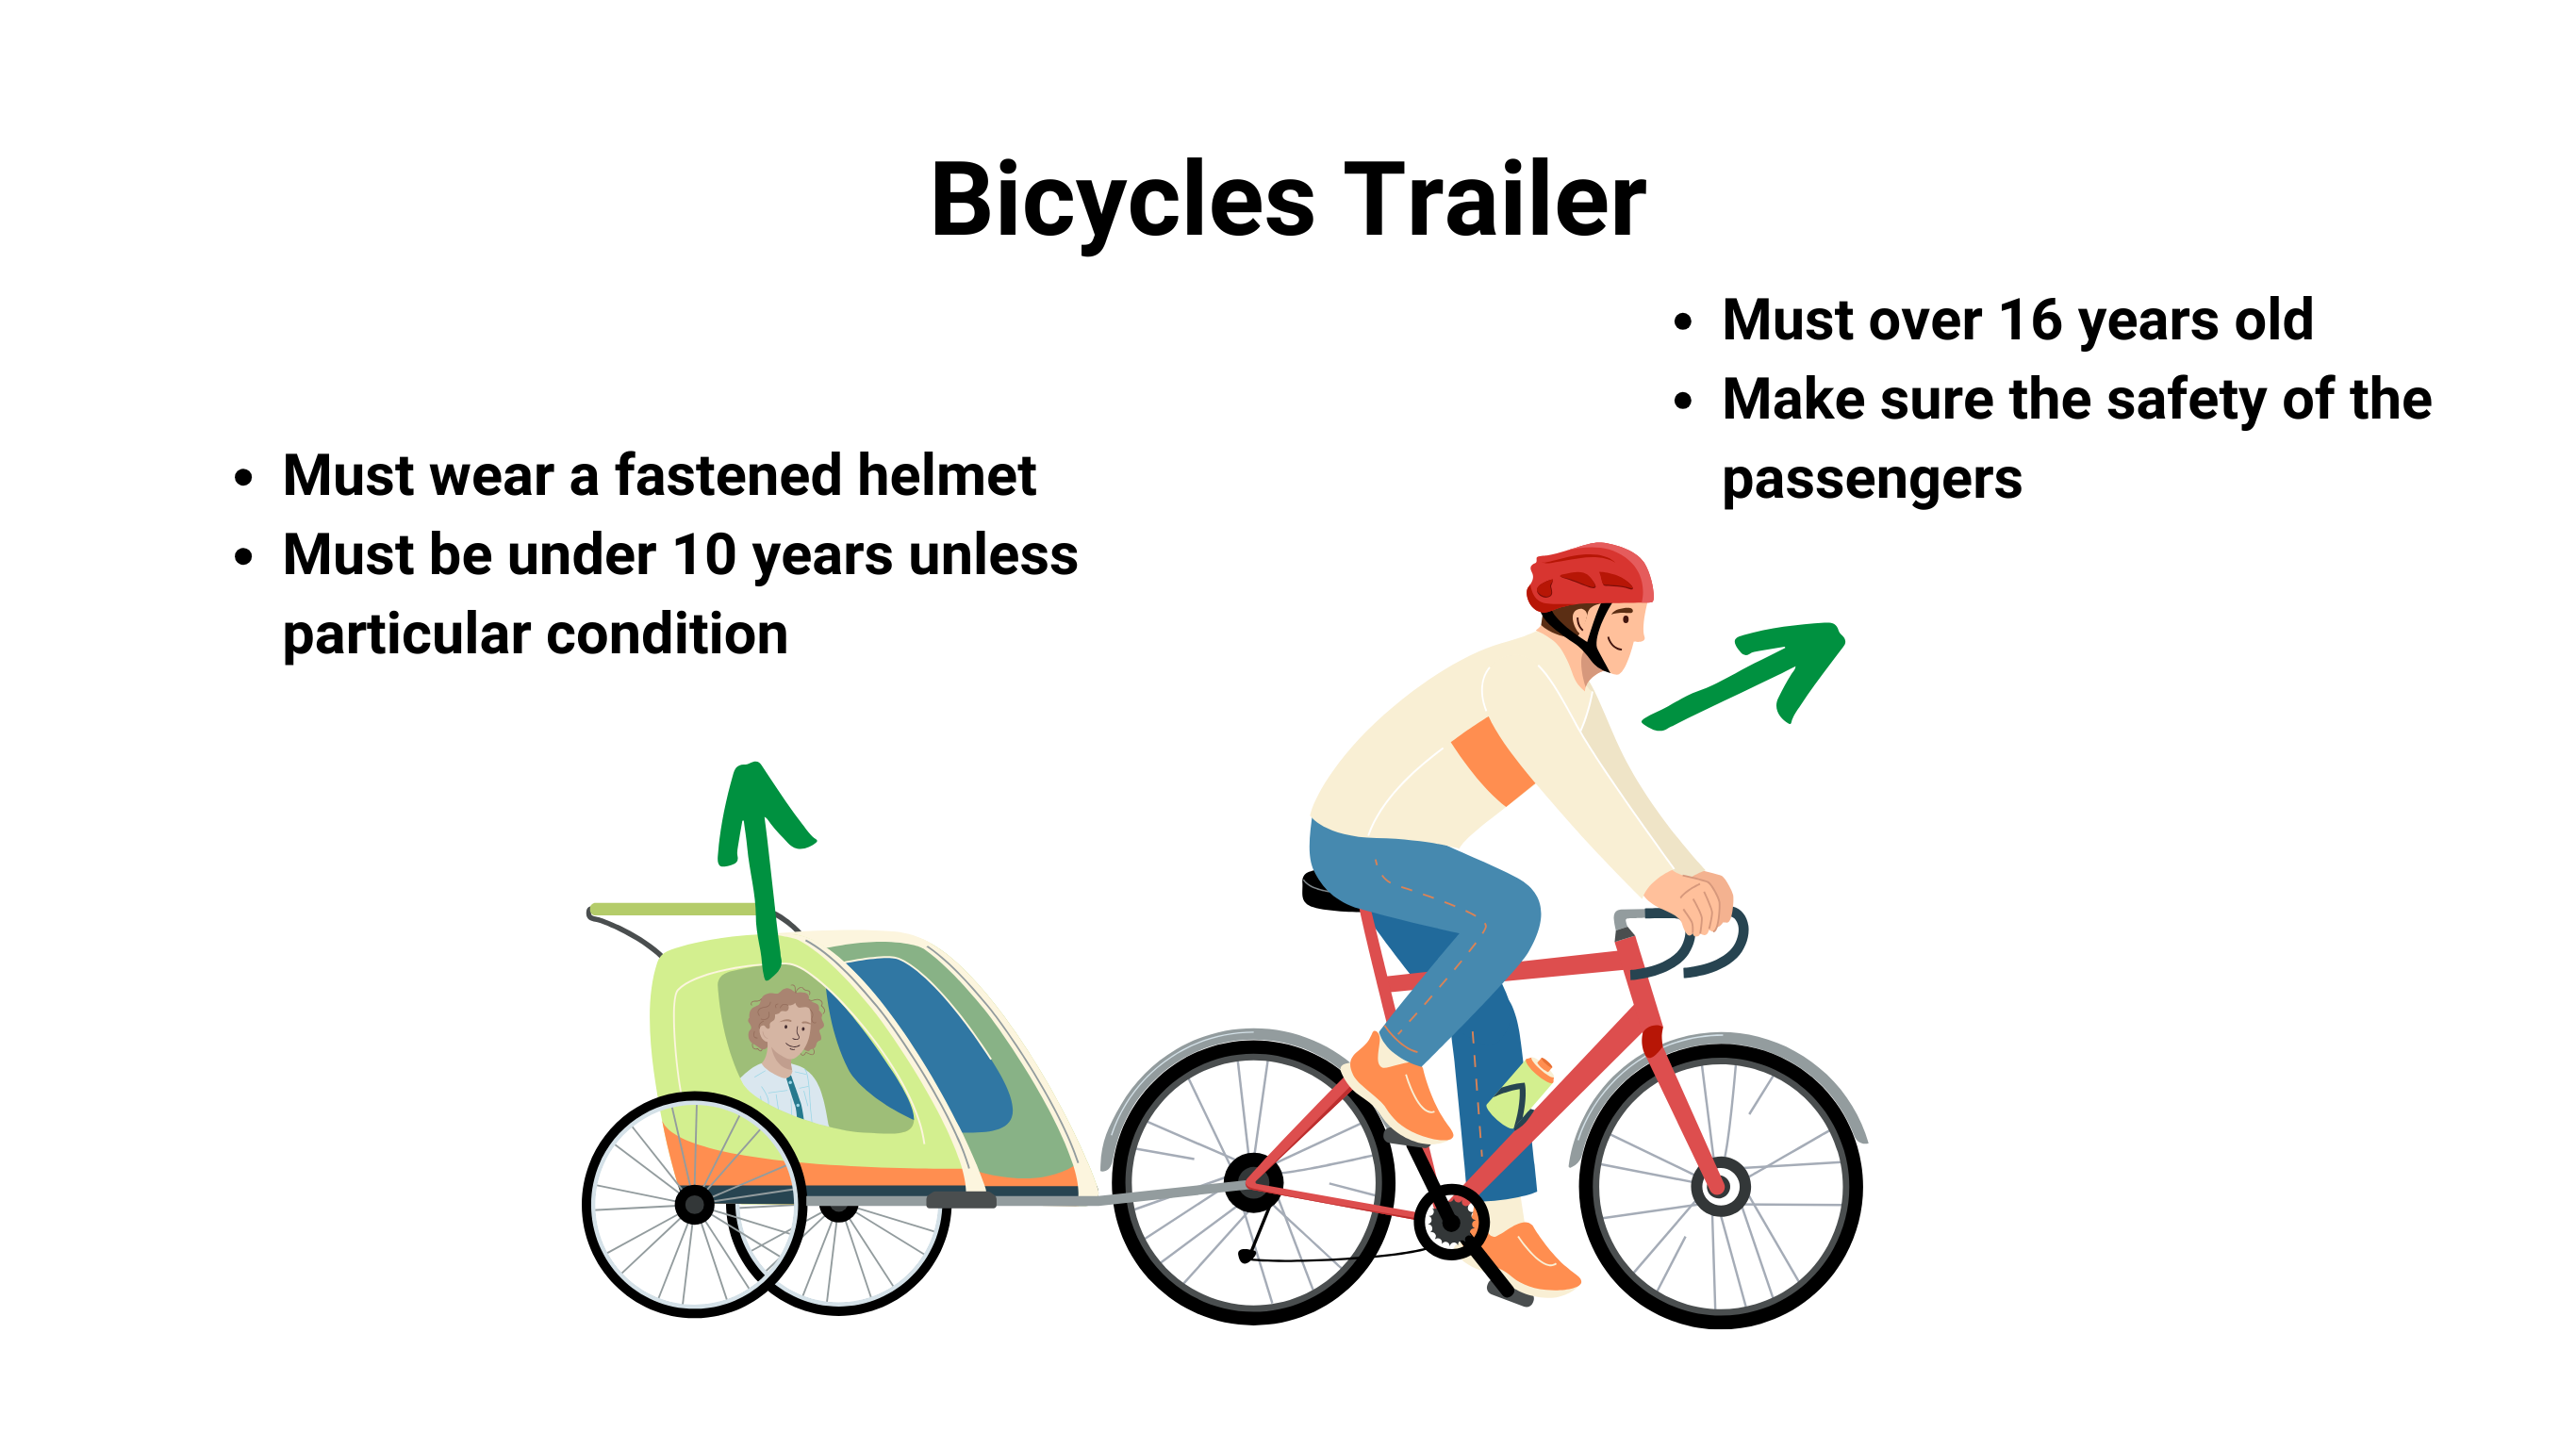 Bicycles Trailer
• Must over 16 years old
• Make sure the safety of the
passengers
• Must wear a fastened helmet
• Must be under 10 years unless
particular condition